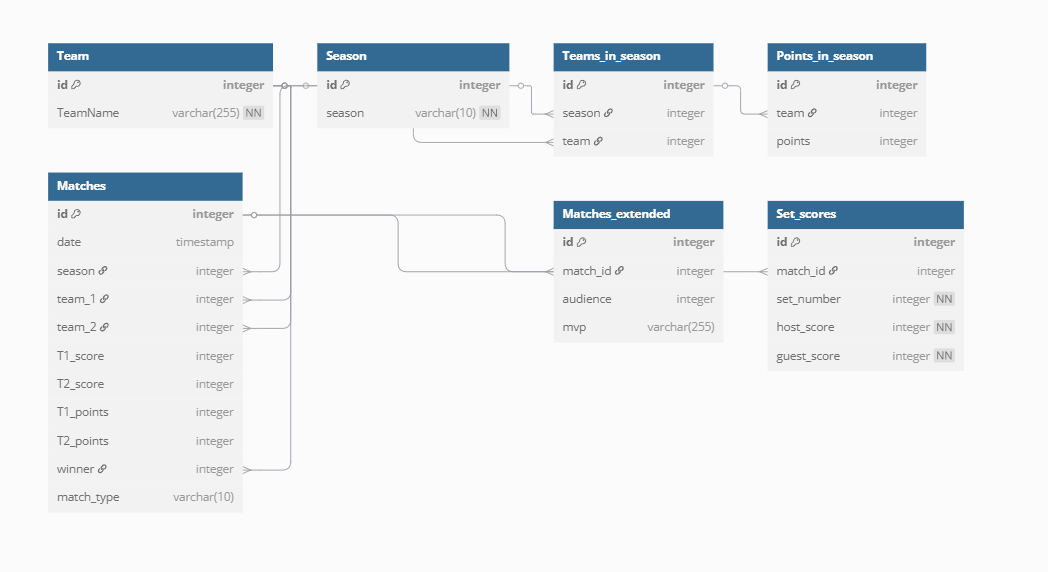 Team
id integer
TeamName varchar(255) NN
Season
id integer
season varchar(10) NN
Teams_in_season
id integer
season integer
team integer
Points_in_season
id integer
team integer
points integer
Matches
id integer
date timestamp
season integer
team_1 integer
team_2 integer
T1_score integer
T2_score integer
T1_points integer
T2_points integer
winner integer
match_type varchar(10)
Matches_extended
id integer
match_id integer
audience integer
mvp varchar(255)
Set_scores
id integer
match_id integer
set_number integer NN
host_score integer NN
guest_score integer NN